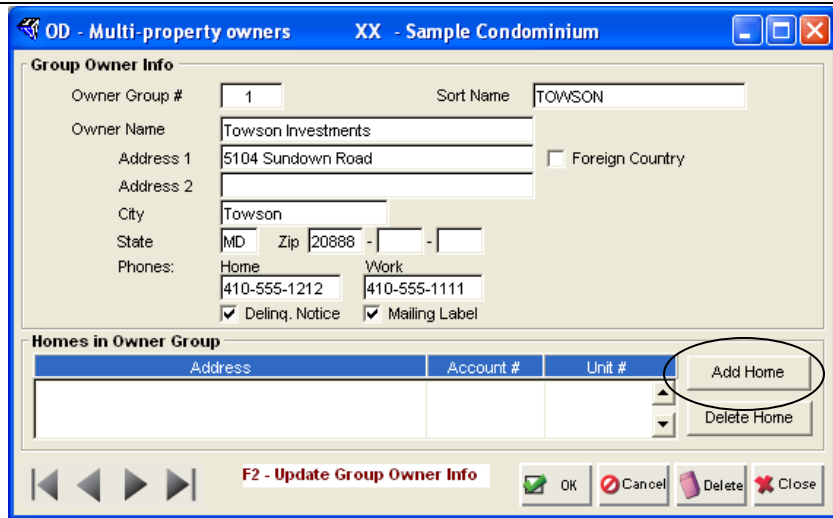 OD - Multi-property owners XX - Sample Condominium
Group Owner Info
Owner Group # 1 Sort Name TOWSON
Owner Name Towson Investments
Address 1 5104 Sundown Road Foreign Country
Address 2
City Towson
State MD Zip 20888 - -
Phones: Home Work
410-555-1212 410-555-1111
Delinq. Notice Mailing Label
Homes in Owner Group
Address Account # Unit # Add Home
Delete Home
F2 - Update Group Owner Info OK Cancel Delete Close